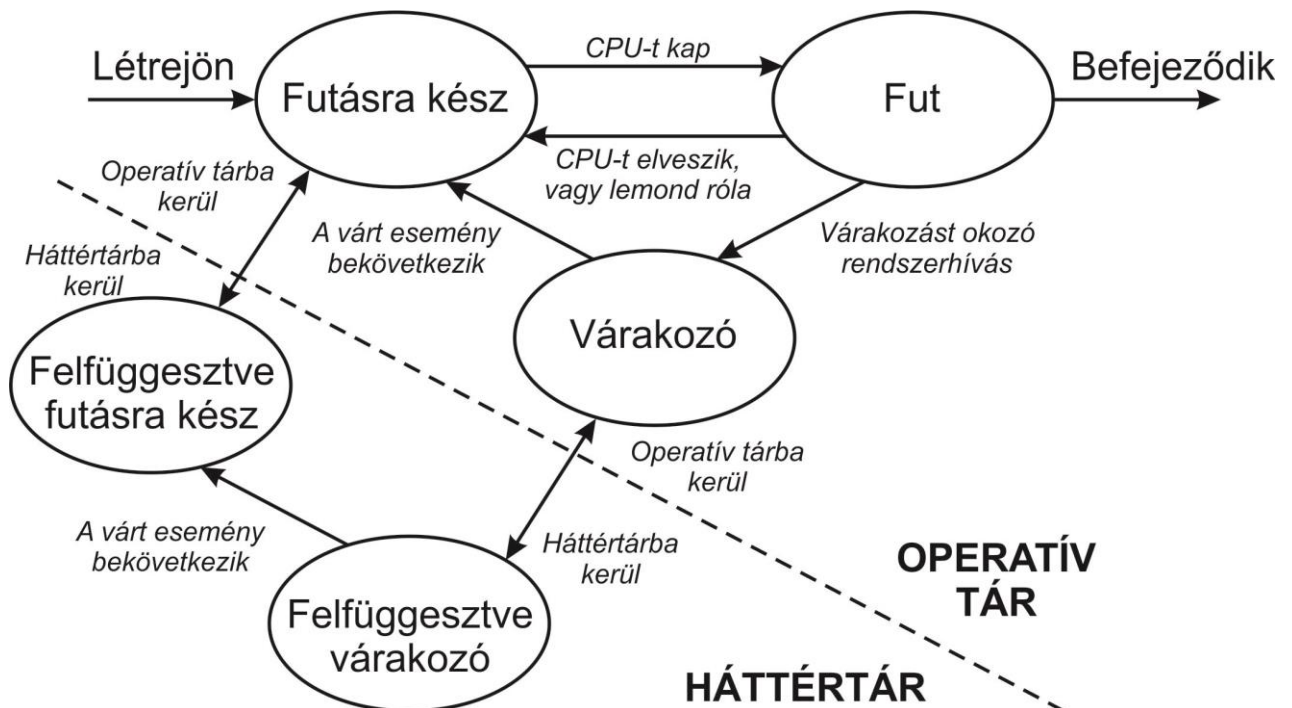 Létrejön
Futásra kész
CPU-t kap
Fut
Befejeződik
CPU-t elveszik,
vagy lemond róla
Operatív tárba
kerül
Háttértárba
kerül
A várt esemény
bekövetkezik
Várakozást okozó
rendszerhívás
Várakozó
Felfüggesztve
futásra kész
Operatív tárba
kerül
Háttértárba
kerül
A várt esemény
bekövetkezik
Felfüggesztve
várakozó
OPERATÍV
TÁR
HÁTTÉRTÁR